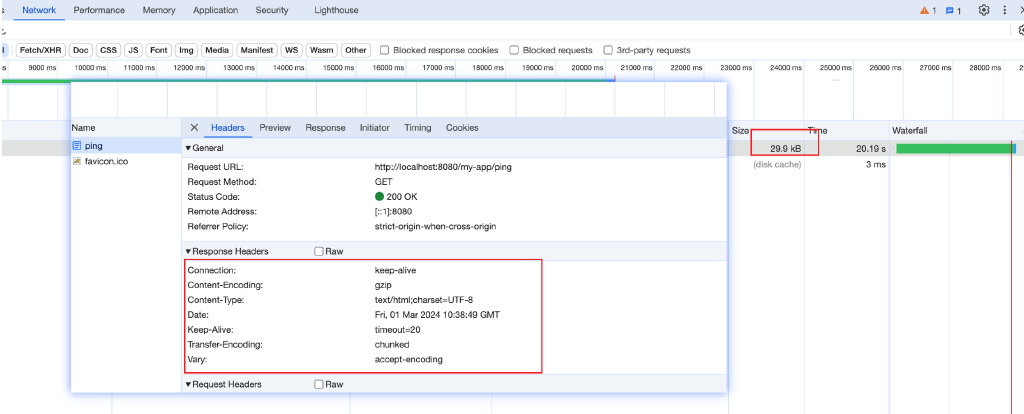 Network Performance Memory Application Security Lighthouse 1 1
Fetch/XHR Doc CSS JS Font Img Media Manifest WS Wasm Other Blocked response cookies Blocked requests 3rd-party requests
9000 ms 10000 ms 11000 ms 12000 ms 13000 ms 14000 ms 15000 ms 16000 ms 17000 ms 18000 ms 19000 ms 20000 ms 21000 ms 22000 ms 23000 ms 24000 ms 25000 ms 26000 ms 27000 ms 28000 ms
Name Headers Preview Response Initiator Timing Cookies Size Time Waterfall
ping
favicon.ico
General
29.9 kB 20.19 s
(disk cache) 3 ms
Request URL: http://localhost:8080/my-app/ping
Request Method: GET
Status Code: 200 OK
Remote Address: [::1]:8080
Referrer Policy: strict-origin-when-cross-origin
Response Headers Raw
Connection: keep-alive
Content-Encoding: gzip
Content-Type: text/html;charset=UTF-8
Date: Fri, 01 Mar 2024 10:38:49 GMT
Keep-Alive: timeout=20
Transfer-Encoding: chunked
Vary: accept-encoding
Request Headers Raw